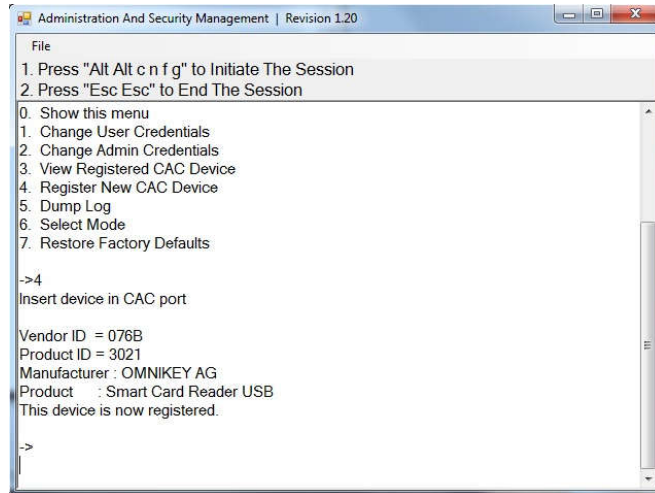 Administration And Security Management | Revision 1.20
File
1. Press "Alt Alt c n f g" to Initiate The Session
2. Press "Esc Esc" to End The Session
0. Show this menu
1. Change User Credentials
2. Change Admin Credentials
3. View Registered CAC Device
4. Register New CAC Device
5. Dump Log
6. Select Mode
7. Restore Factory Defaults
->4
Insert device in CAC port
Vendor ID = 076B
Product ID = 3021
Manufacturer : OMNIKEY AG
Product : Smart Card Reader USB
This device is now registered.
->